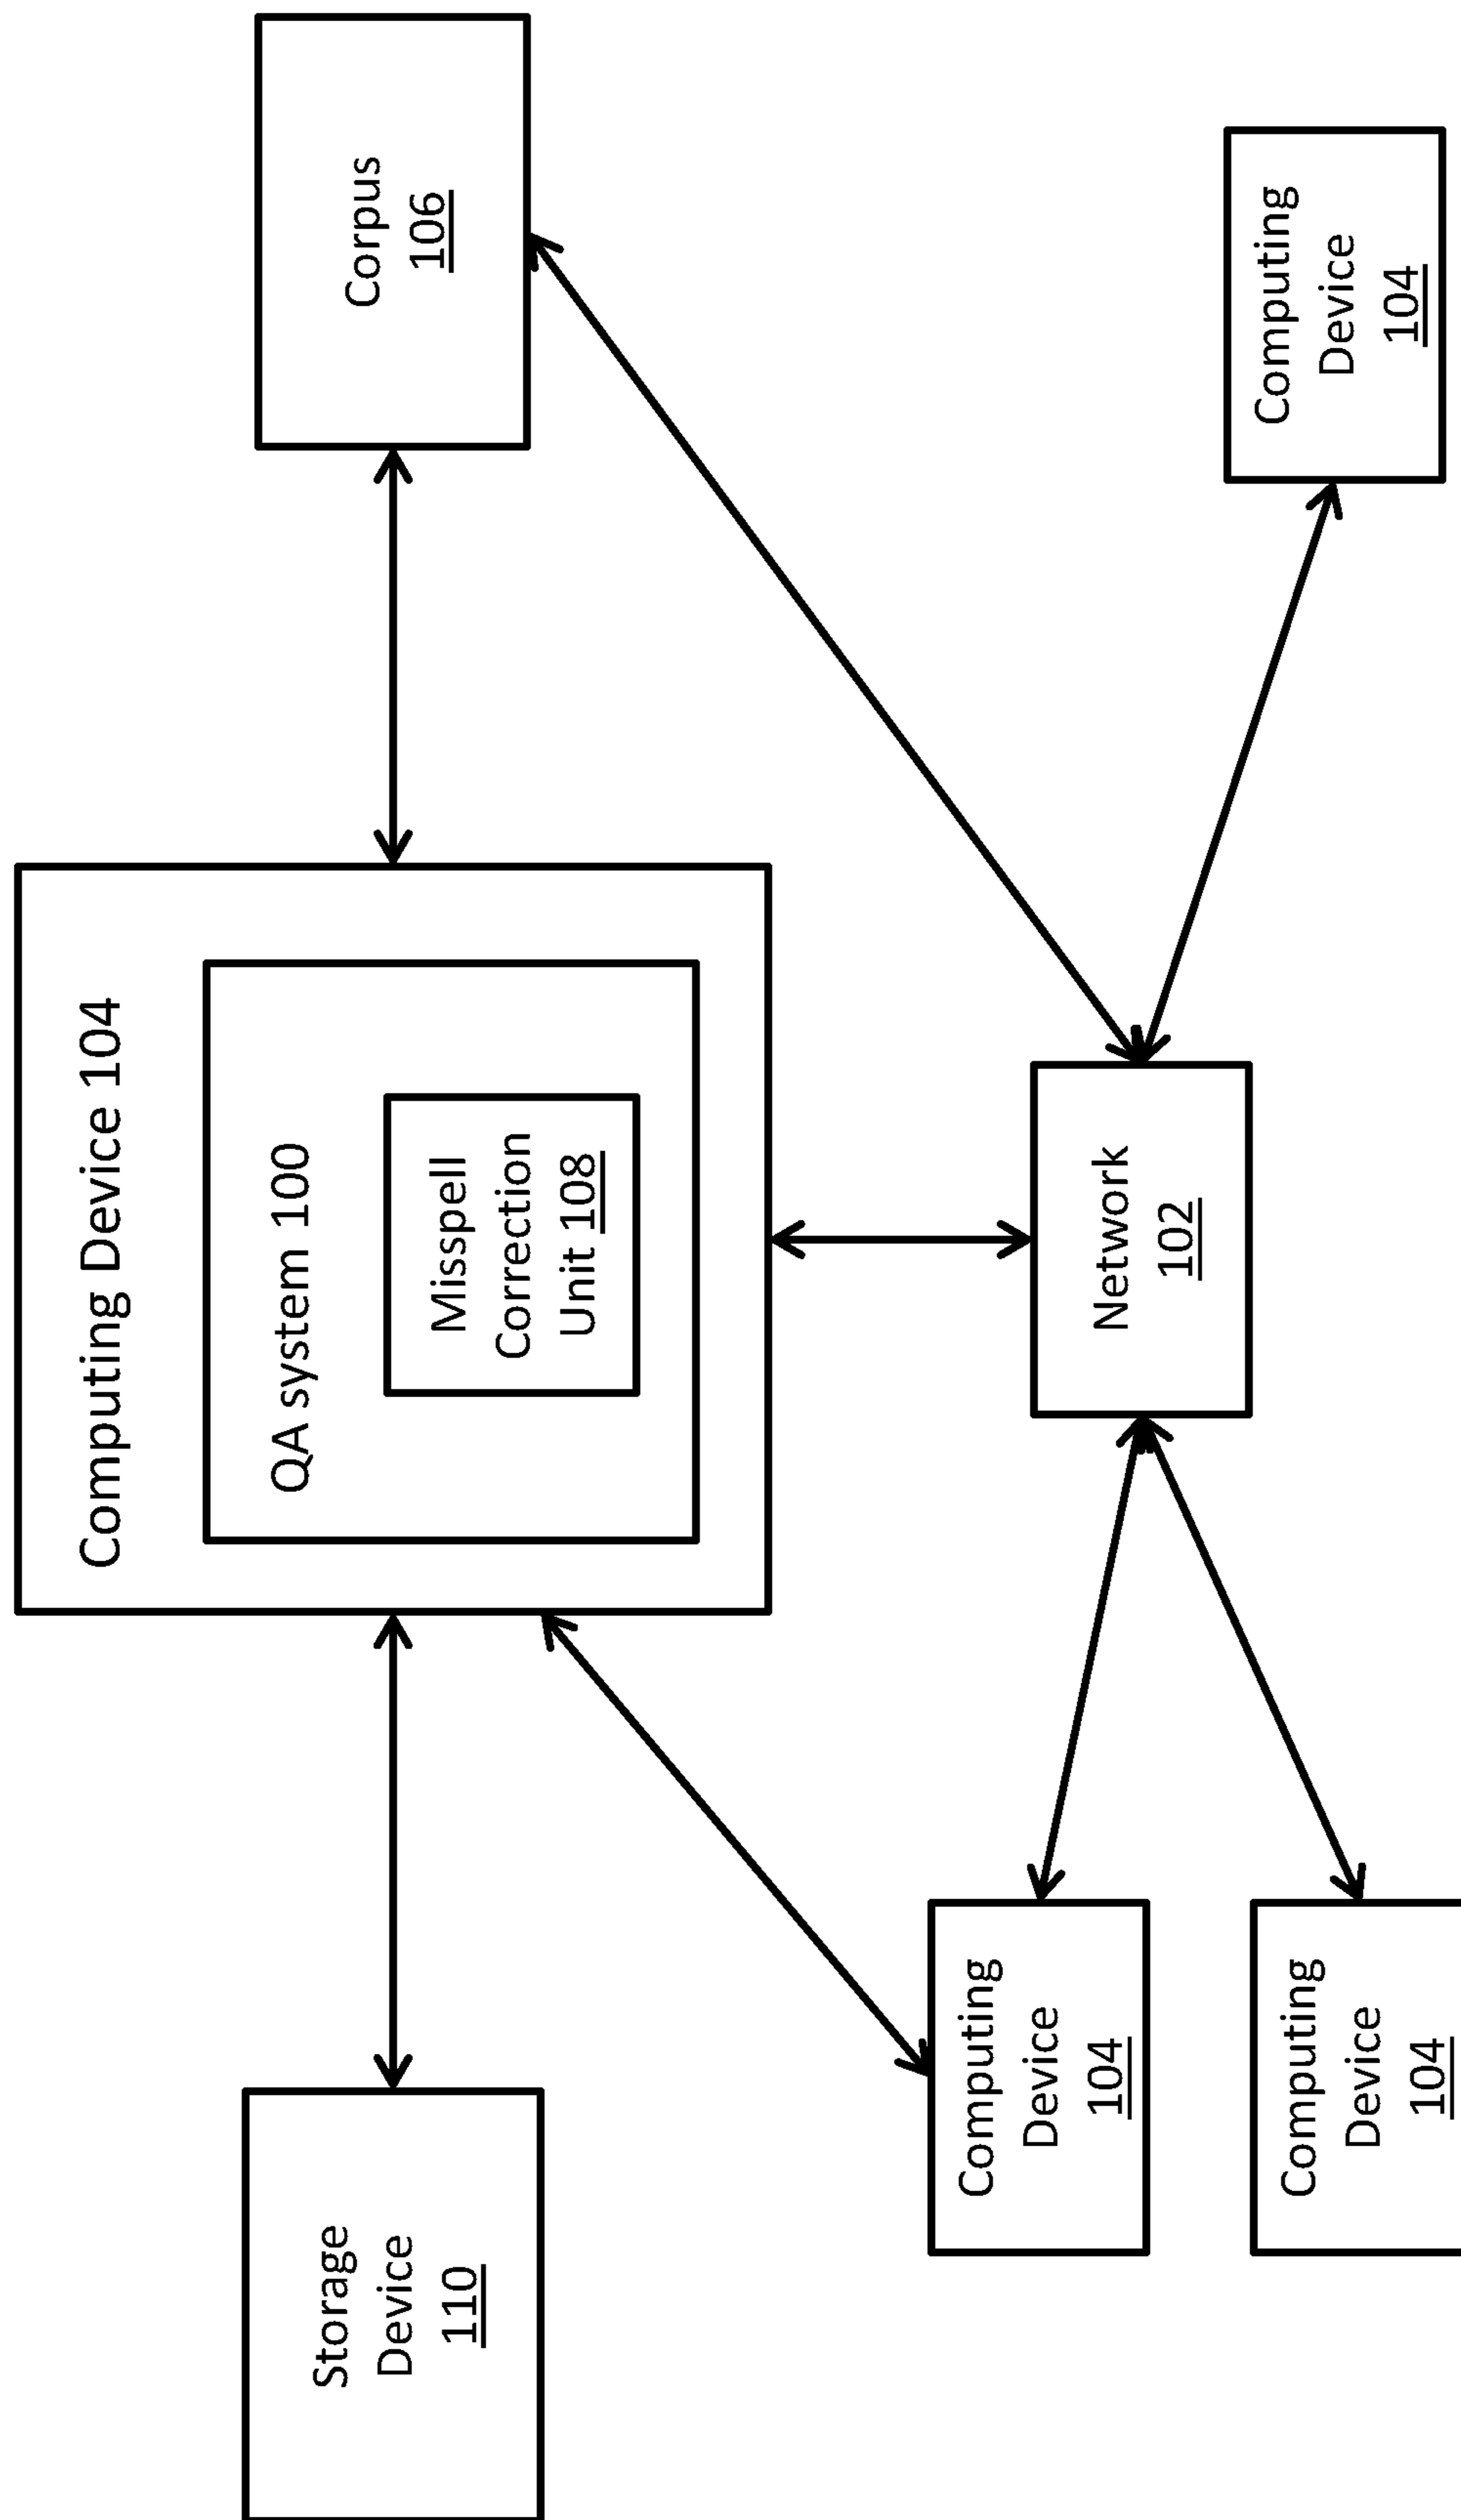 Computing Device 104
QA system 100
Misspell
Correction
Unit 108
Storage
Device
110
Corpus
106
Network
102
Computing
Device
104
Computing
Device
104
Computing
Device
104